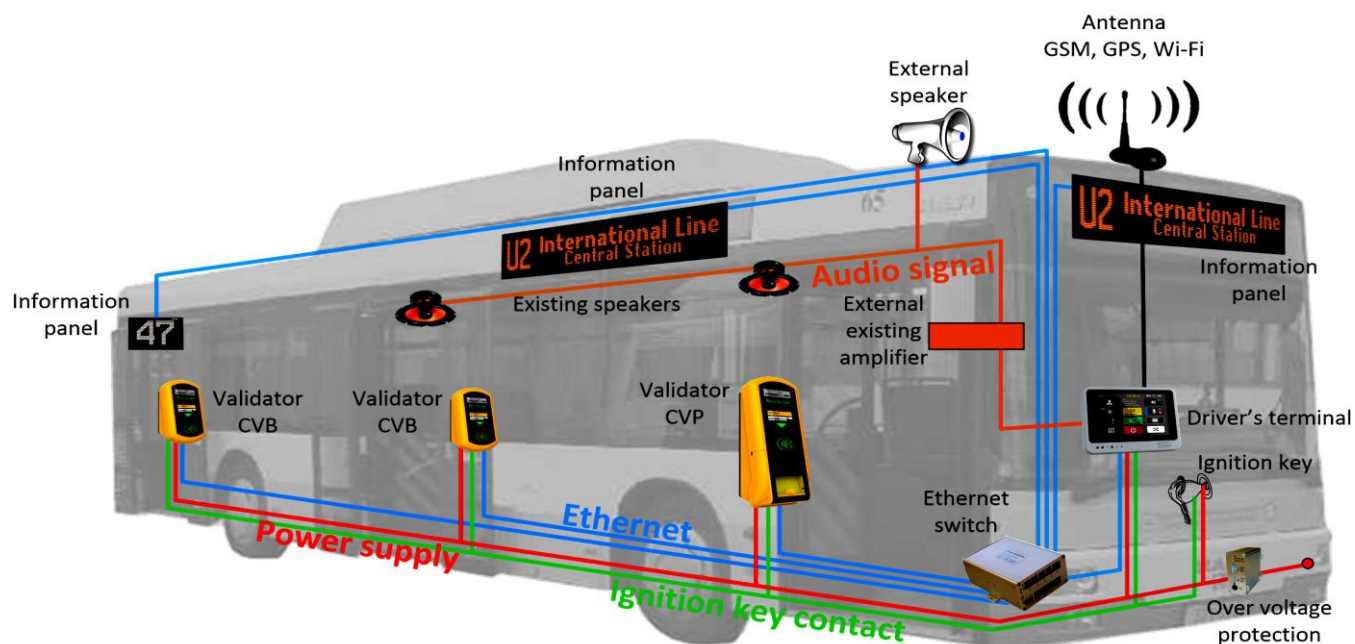 Antenna
GSM, GPS, Wi-Fi
External
speaker
Information
panel
U2 International Line
Central Station
U2 International Line
Central Station
Information
panel
Audio signal
Existing speakers
External
existing
amplifier
Information
panel
47
Validator
CVB
Validator
CVB
Validator
CVP
Driver's terminal
Ignition key
Ethernet
switch
Ethernet
Power supply
Ignition key contact
Over voltage
protection